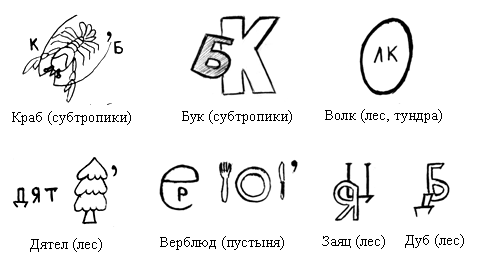 К ' Б
Б К
ЛК
Краб (субтропики)
Бук (субтропики)
Волк (лес, тундра)
ДЯТ '
е Р '
Я Ц
Д Б
Дятел (лес)
Верблюд (пустыня)
Заяц (лес)
Дуб (лес)